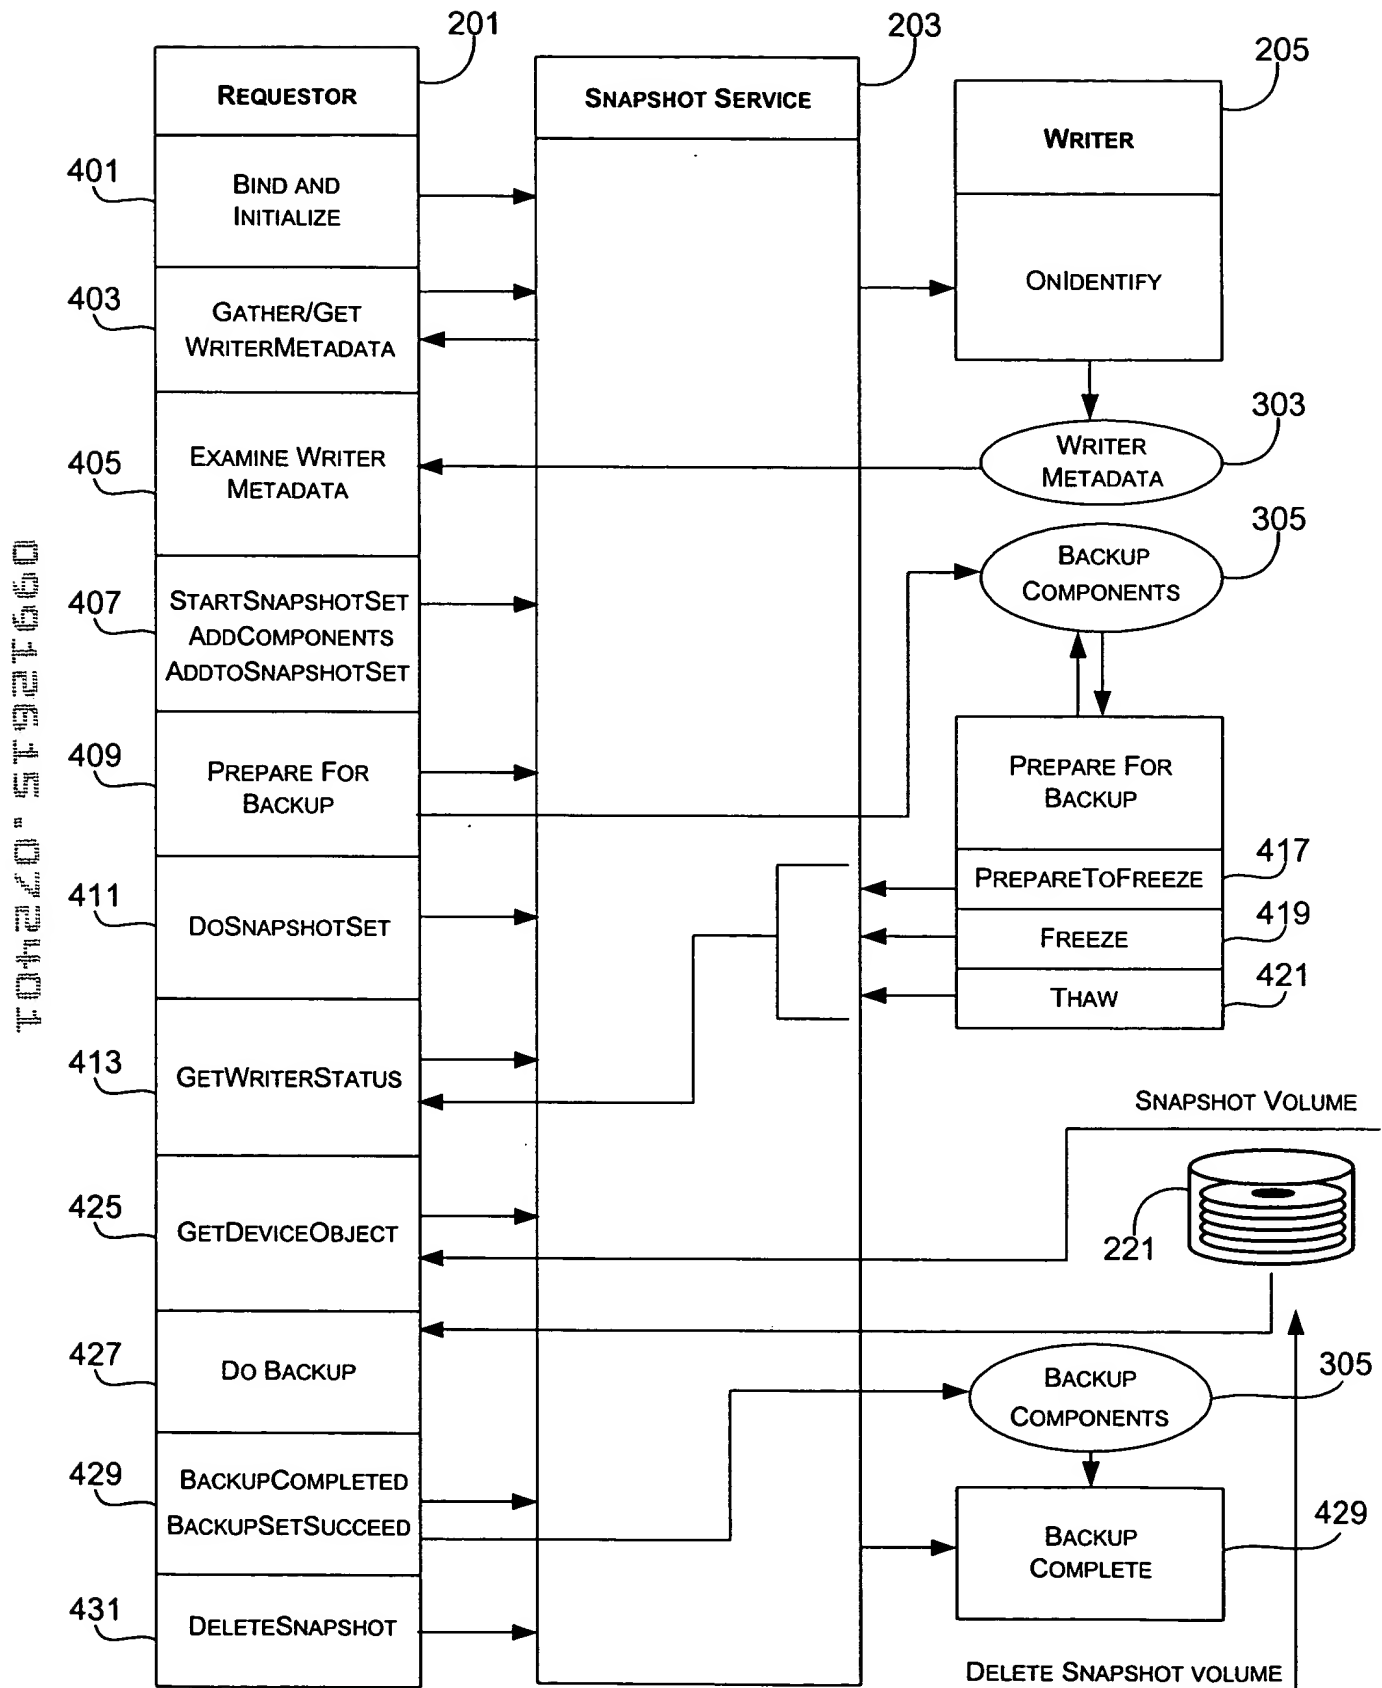 201
REQUESTOR
401
BIND AND
INITIALIZE
403
GATHER/GET
WRITERMETADATA
405
EXAMINE WRITER
METADATA
407
STARTSNAPSHOTSET
ADDCOMPONENTS
ADDTOSNAPSHOTSET
409
PREPARE FOR
BACKUP
411
DOSNAPSHOTSET
413
GETWRITERSTATUS
425
GETDEVICEOBJECT
427
DO BACKUP
429
BACKUPCOMPLETED
BACKUPSETSUCCEED
431
DELETESNAPSHOT
203
SNAPSHOT SERVICE
205
WRITER
ONIDENTIFY
303
WRITER
METADATA
305
BACKUP
COMPONENTS
PREPARE FOR
BACKUP
417
PREPARETOFREEZE
419
FREEZE
421
THAW
SNAPSHOT VOLUME
221
305
BACKUP
COMPONENTS
429
BACKUP
COMPLETE
DELETE SNAPSHOT VOLUME
09912615.072401